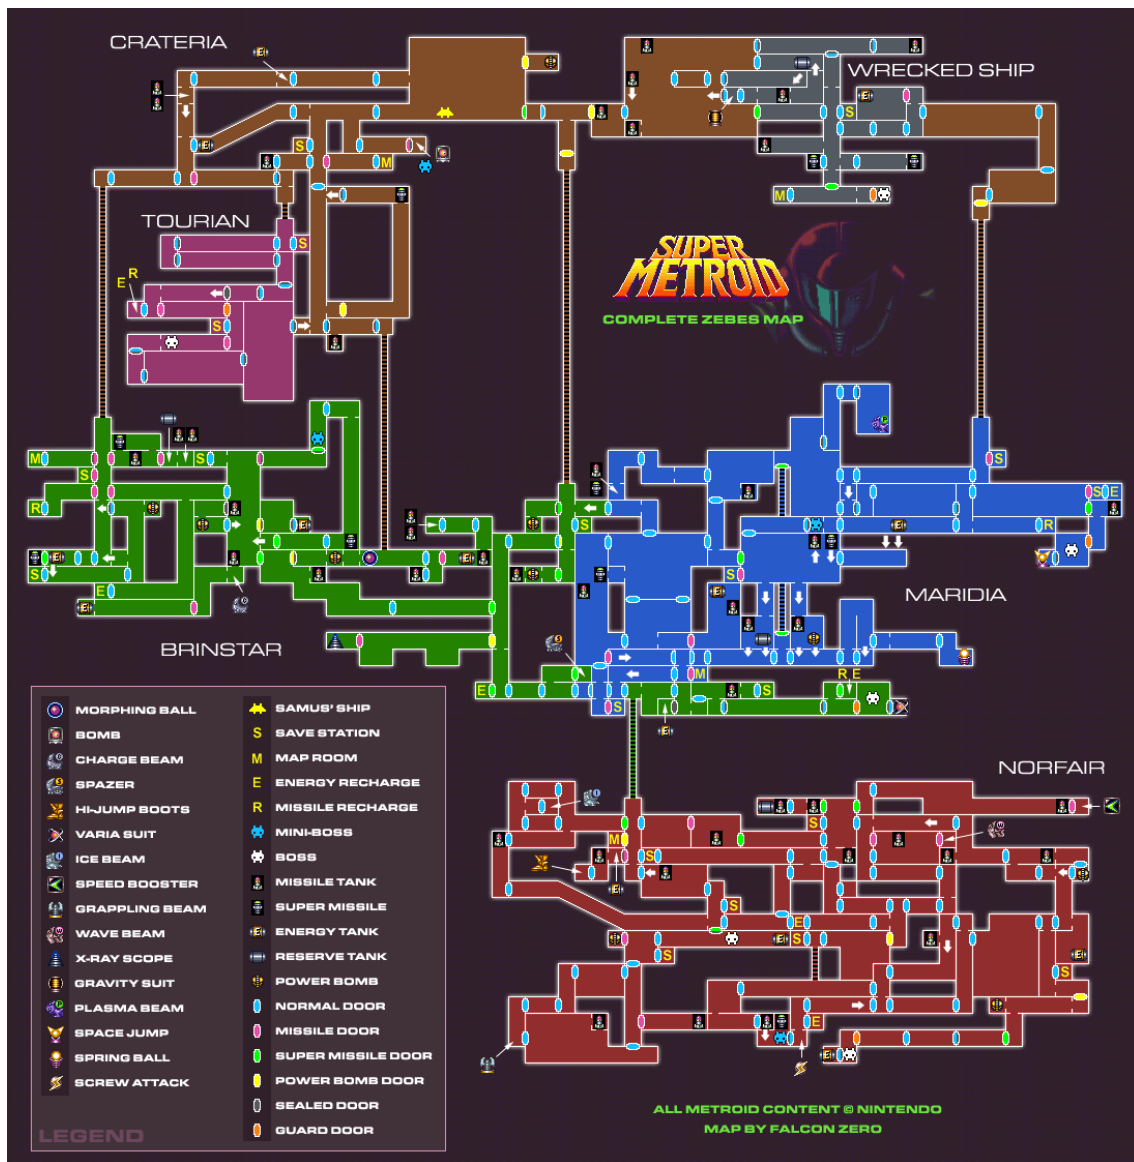 CRATERIA
WRECKED SHIP
TOURIAN
SUPER
METROID
COMPLETE ZEBES MAP
MARIDIA
BRINSTAR
NORFAIR
MORPHING BALL
BOMB
CHARGE BEAM
SPAZER
HI-JUMP BOOTS
VARIA SUIT
ICE BEAM
SPEED BOOSTER
GRAPPLING BEAM
WAVE BEAM
X-RAY SCOPE
GRAVITY SUIT
PLASMA BEAM
SPACE JUMP
SPRING BALL
SCREW ATTACK
LEGEND
SAMUS' SHIP
S SAVE STATION
M MAP ROOM
E ENERGY RECHARGE
R MISSILE RECHARGE
MINI-BOSS
BOSS
MISSILE TANK
SUPER MISSILE
ENERGY TANK
RESERVE TANK
POWER BOMB
NORMAL DOOR
MISSILE DOOR
SUPER MISSILE DOOR
POWER BOMB DOOR
SEALED DOOR
GUARD DOOR
ALL METROID CONTENT © NINTENDO
MAP BY FALCON ZERO